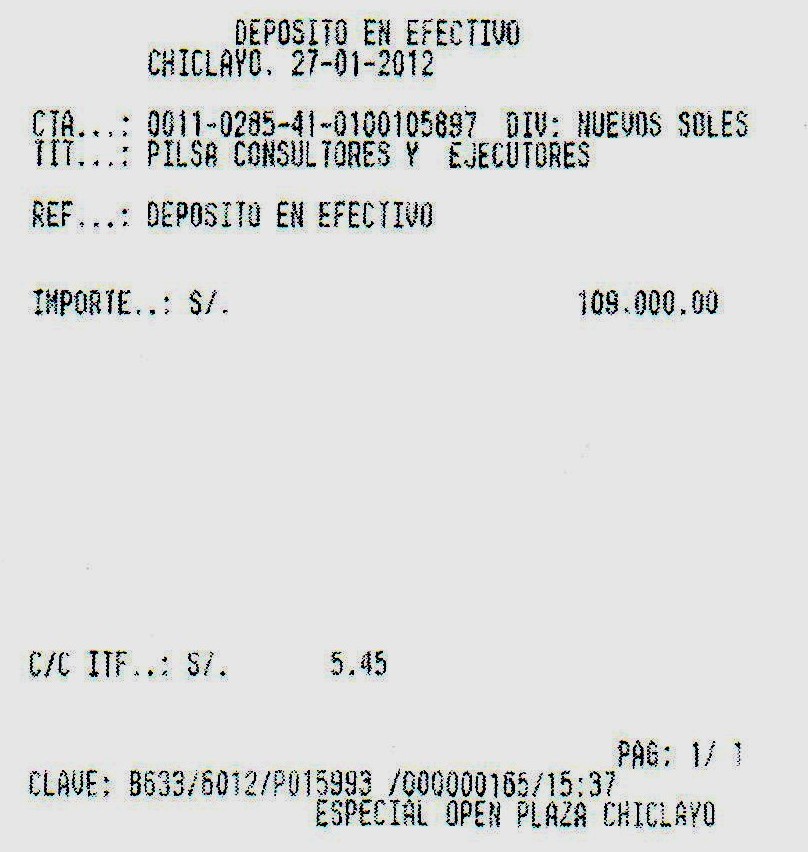 DEPOSITO EN EFECTIVO
CHICLAYO. 27-01-2012
CTA...: 0011-0285-41-0100105897 DIV: NUEVOS SOLES
TIT...: PILSA CONSULTORES Y EJECUTORES
REF...: DEPOSITO EN EFECTIVO
IMPORTE..: S/. 109.000.00
C/C ITF..: S/. 5.45
PAG: 1/ 1
CLAVE: B633/6012/P015993 /000000165/15:37
ESPECIAL OPEN PLAZA CHICLAYO